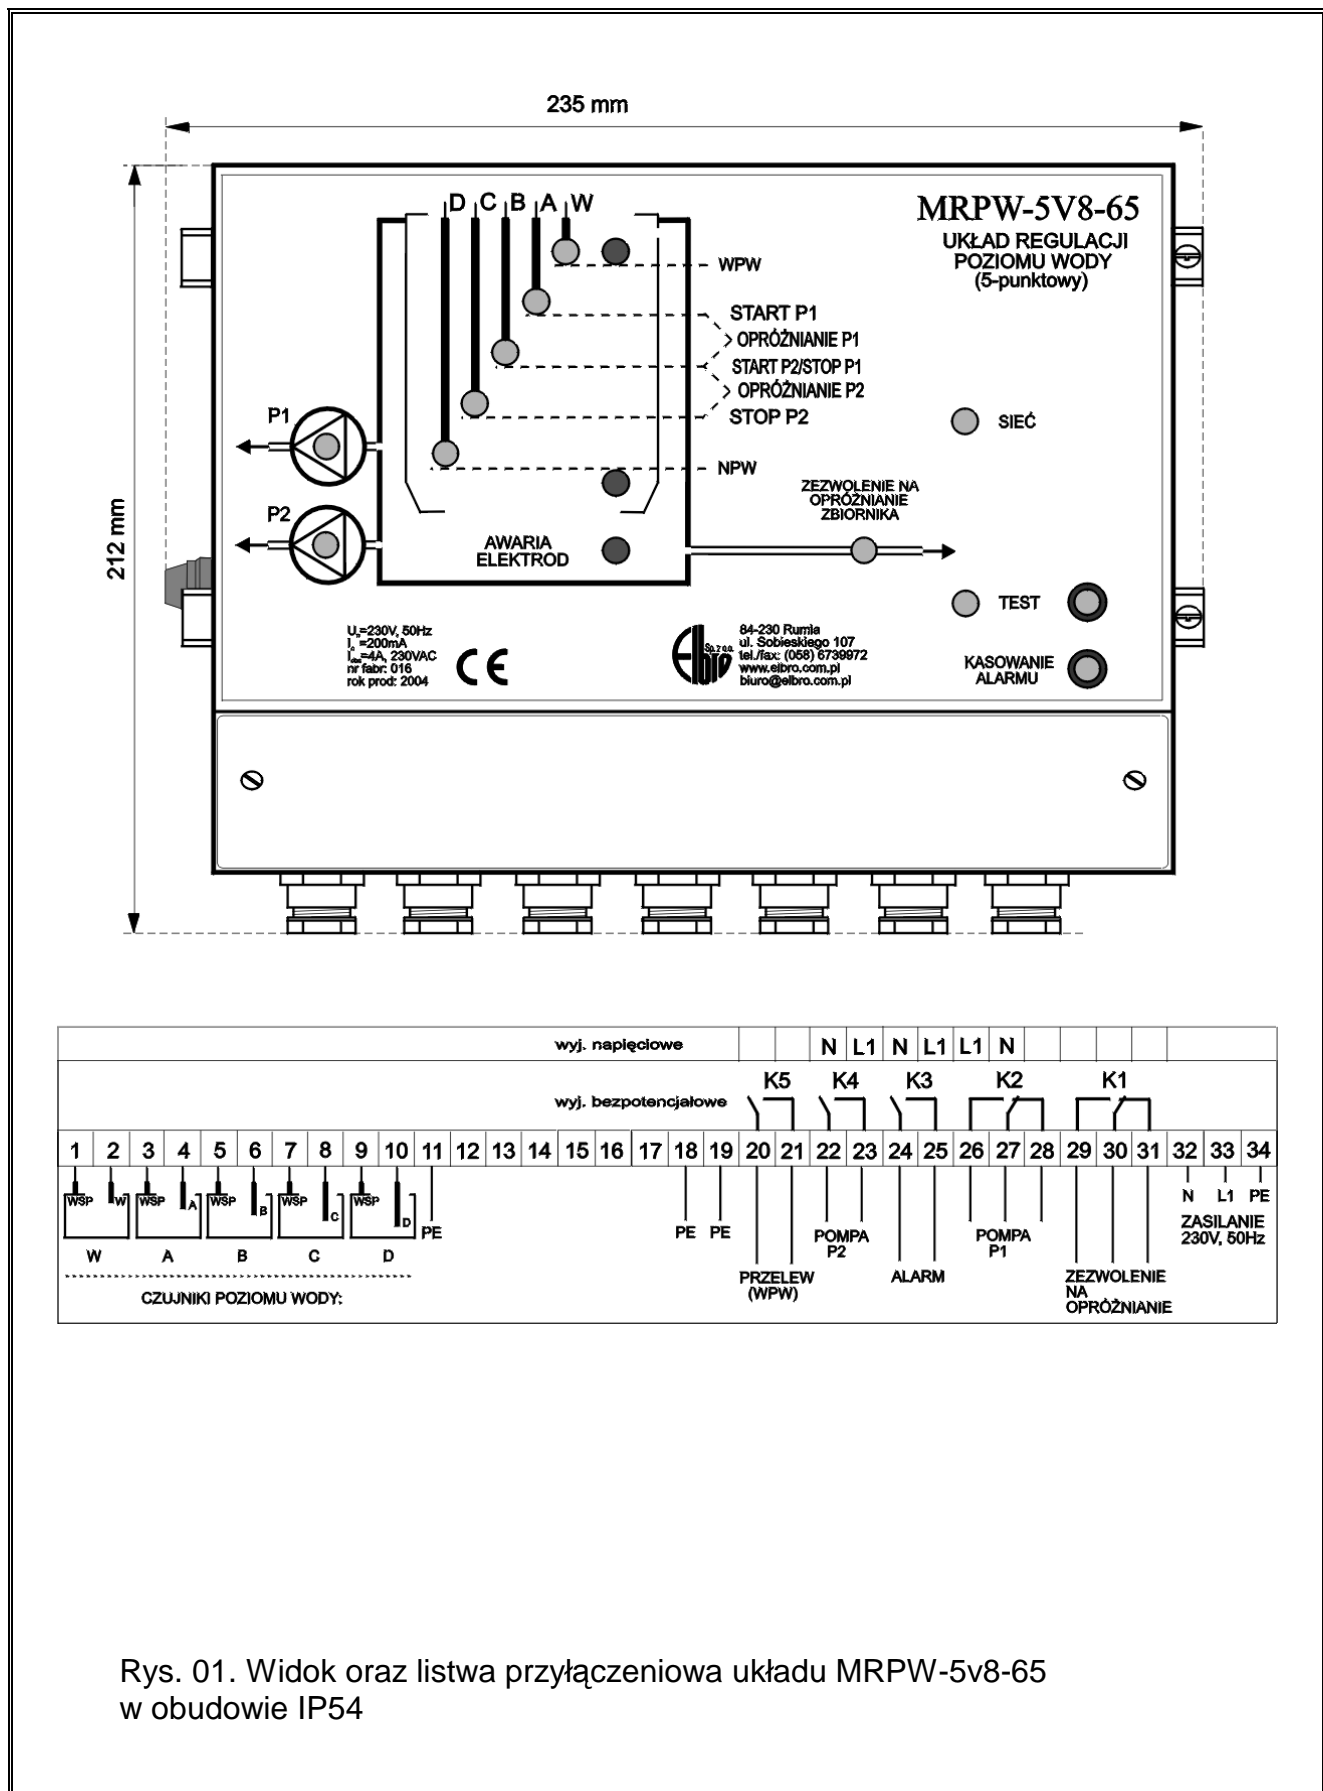 235 mm
212 mm
D C B A W
MRPW-5V8-65
UKŁAD REGULACJI
POZIOMU WODY
(5-punktowy)
WPW
START P1
OPRÓŻNIANIE P1
START P2/STOP P1
OPRÓŻNIANIE P2
STOP P2
NPW
P1
P2
SIEĆ
ZEZWOLENIE NA
OPRÓŻNIANIE
ZBIORNIKA
AWARIA
ELEKTROD
TEST
KASOWANIE
ALARMU
=230V, 50Hz
=200mA
=4A, 230VAC
nr fabr: 016
rok prod: 2004
CE
Elbro Sp. z o.o.
84-230 Rumia
ul. Sobieskiego 107
tel./fax: (058) 6739972
www.elbro.com.pl
biuro@elbro.com.pl
wyj. napięciowe
N L1 N L1 L1 N
wyj. bezpotencjałowe
K5 K4 K3 K2 K1
1 2 3 4 5 6 7 8 9 10 11 12 13 14 15 16 17 18 19 20 21 22 23 24 25 26 27 28 29 30 31 32 33 34
WSP W WSP A WSP B WSP C WSP D
W A B C D
CZUJNIKI POZIOMU WODY:
PE
PE PE
PRZELEW
(WPW)
POMPA
P2
ALARM
POMPA
P1
ZEZWOLENIE
NA
OPRÓŻNIANIE
N L1 PE
ZASILANIE
230V, 50Hz
Rys. 01. Widok oraz listwa przyłączeniowa układu MRPW-5v8-65
w obudowie IP54